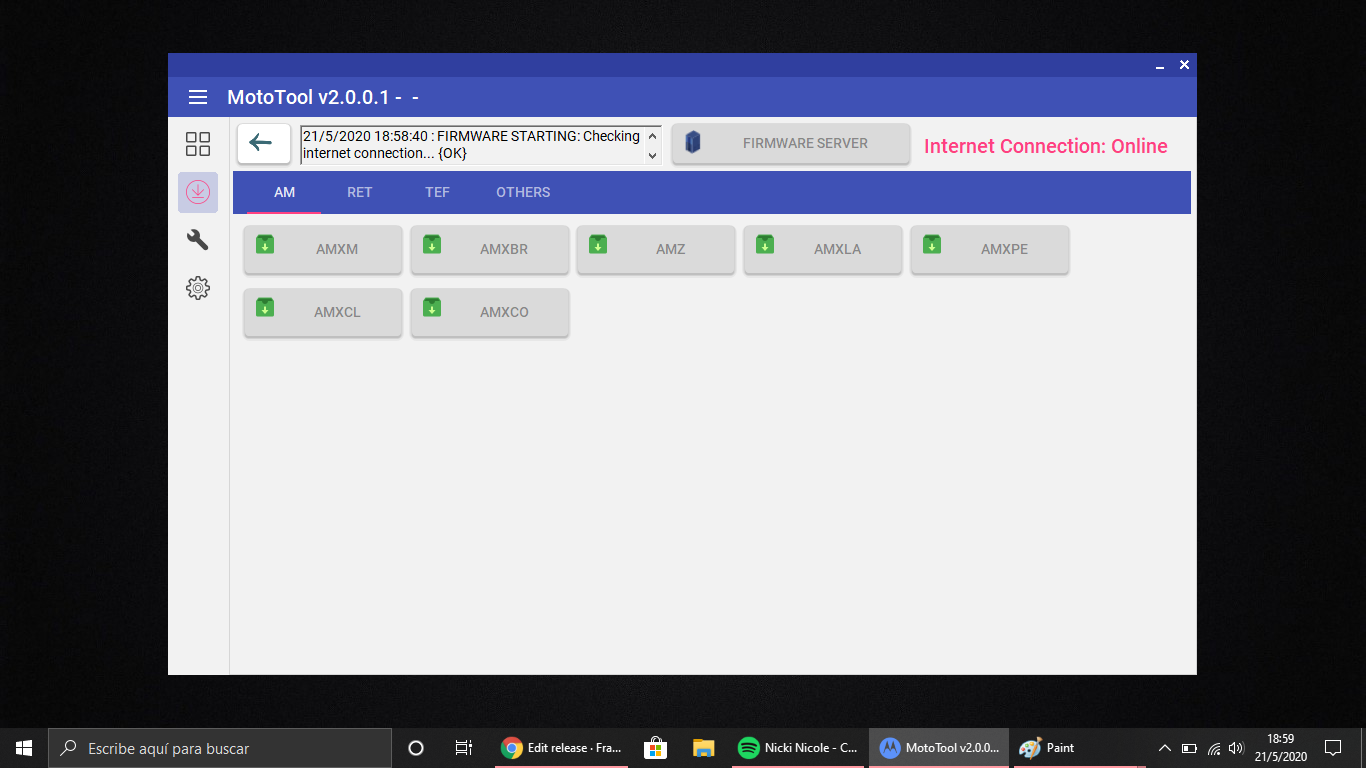 MotoTool v2.0.0.1 -  -
21/5/2020 18:58:40 : FIRMWARE STARTING: Checking
internet connection... {OK}
FIRMWARE SERVER
Internet Connection: Online
AM RET TEF OTHERS
AMXM AMXBR AMZ AMXLA AMXPE
AMXCL AMXCO
Escribe aquí para buscar
Edit release · Fra...
Nicki Nicole - C...
MotoTool v2.0.0...
Paint
18:59
21/5/2020